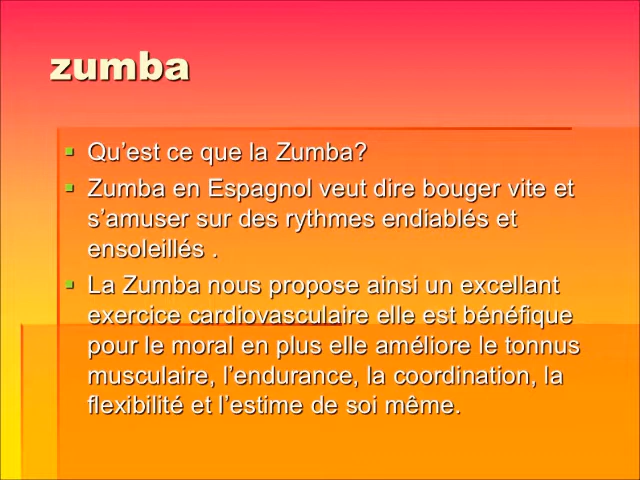 zumba
Qu’est ce que la Zumba?
Zumba en Espagnol veut dire bouger vite et
s’amuser sur des rythmes endiablés et
ensoleillés .
La Zumba nous propose ainsi un excellant
exercice cardiovasculaire elle est bénéfique
pour le moral en plus elle améliore le tonnus
musculaire, l’endurance, la coordination, la
flexibilité et l’estime de soi même.